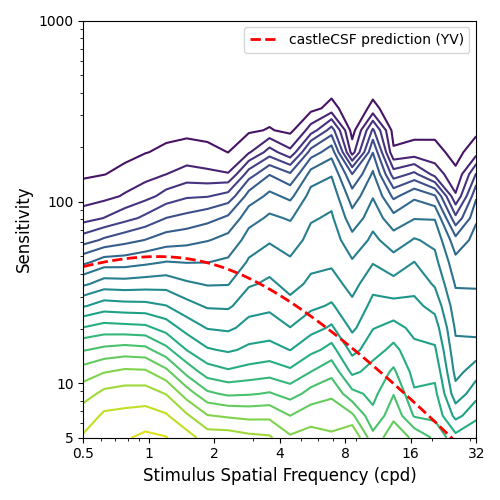 1000
castleCSF prediction (YV)
Sensitivity
100
10
5
0.5 1 2 4 8 16 32
Stimulus Spatial Frequency (cpd)